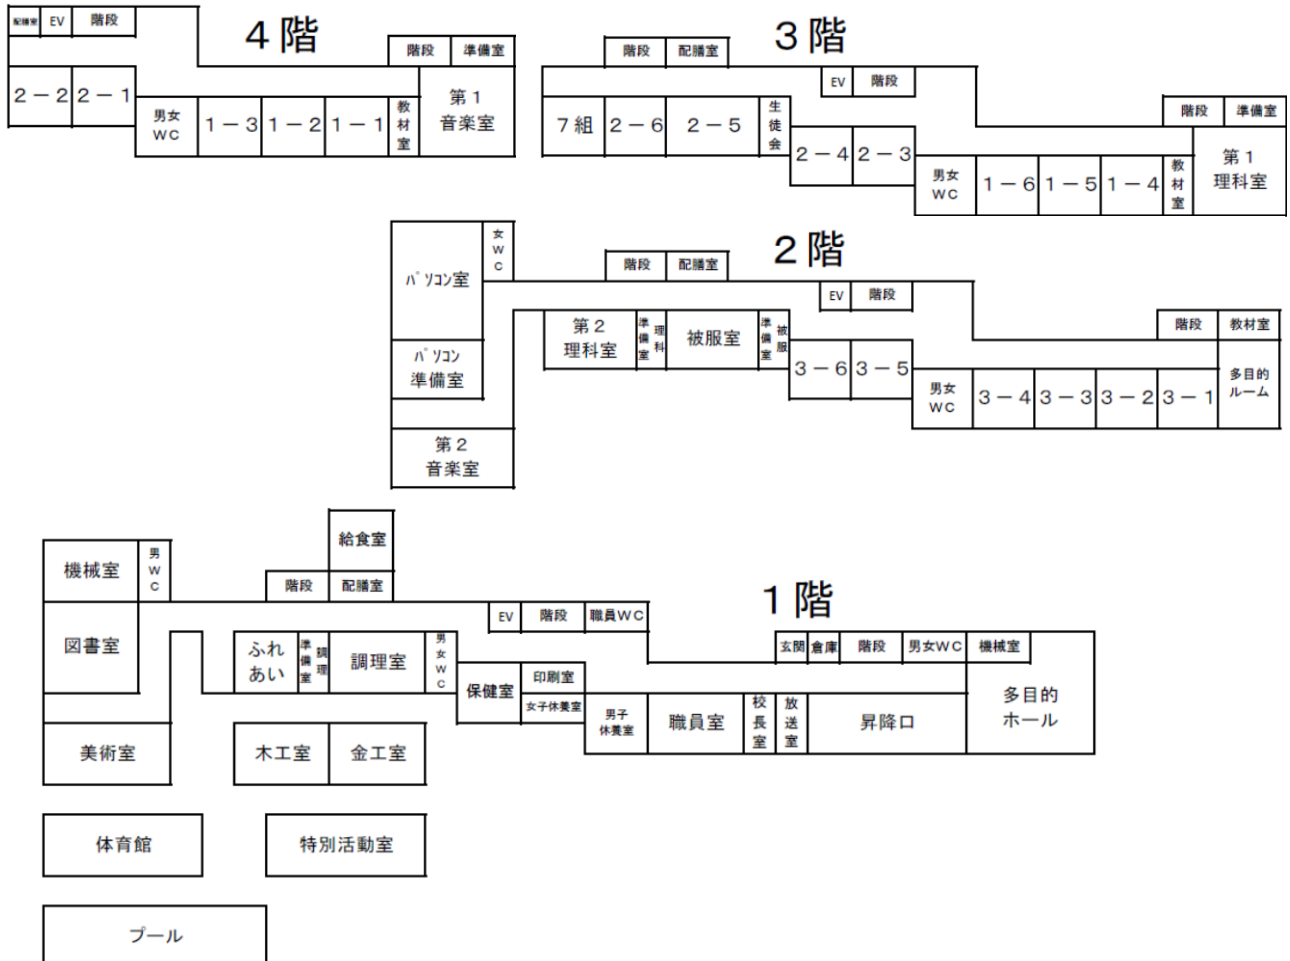 4階
配膳室 EV 階段
階段 準備室
2－2 2－1 男女WC 1－3 1－2 1－1 教材室 第1音楽室
3階
階段 配膳室
EV 階段
階段 準備室
7組 2－6 2－5 生徒会 2－4 2－3 男女WC 1－6 1－5 1－4 教材室 第1理科室
2階
パソコン室 女WC
階段 配膳室
EV 階段
階段 教材室
パソコン準備室
第2理科室 理科準備室 被服室 被服準備室 3－6 3－5 男女WC 3－4 3－3 3－2 3－1 多目的ルーム
第2音楽室
1階
給食室
機械室 男WC 階段 配膳室
EV 階段 職員WC
玄関 倉庫 階段 男女WC 機械室
図書室 ふれあい 調理準備室 調理室 男女WC 保健室 印刷室
女子休養室 男子休養室 職員室 校長室 放送室 昇降口 多目的ホール
美術室 木工室 金工室
体育館 特別活動室
プール